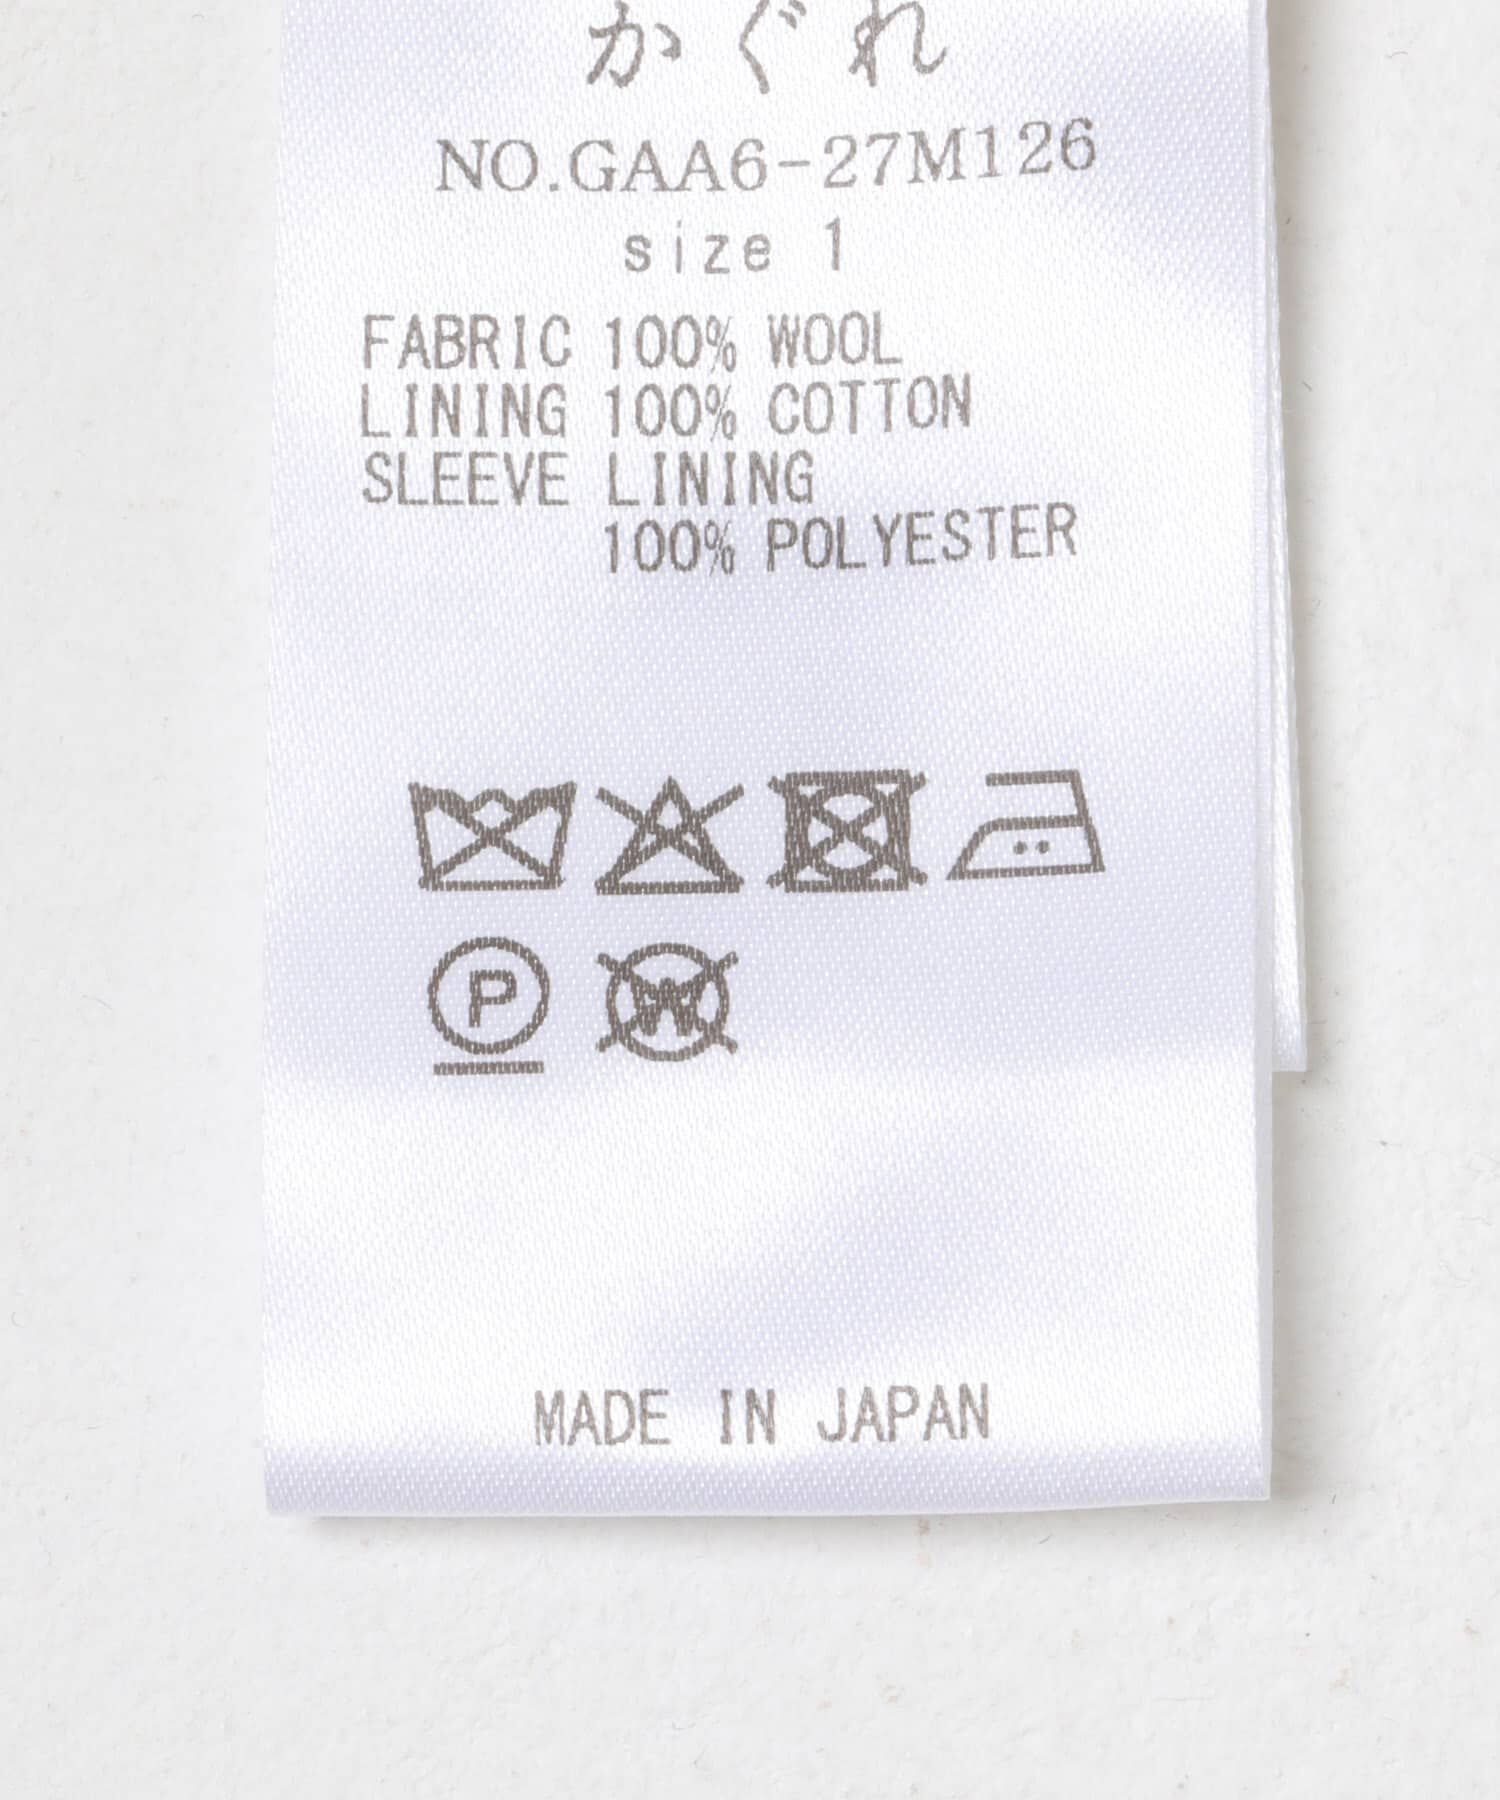 かぐれ
NO.GAA6-27M126
size 1
FABRIC 100% WOOL
LINING 100% COTTON
SLEEVE LINING
100% POLYESTER
P
W
MADE IN JAPAN